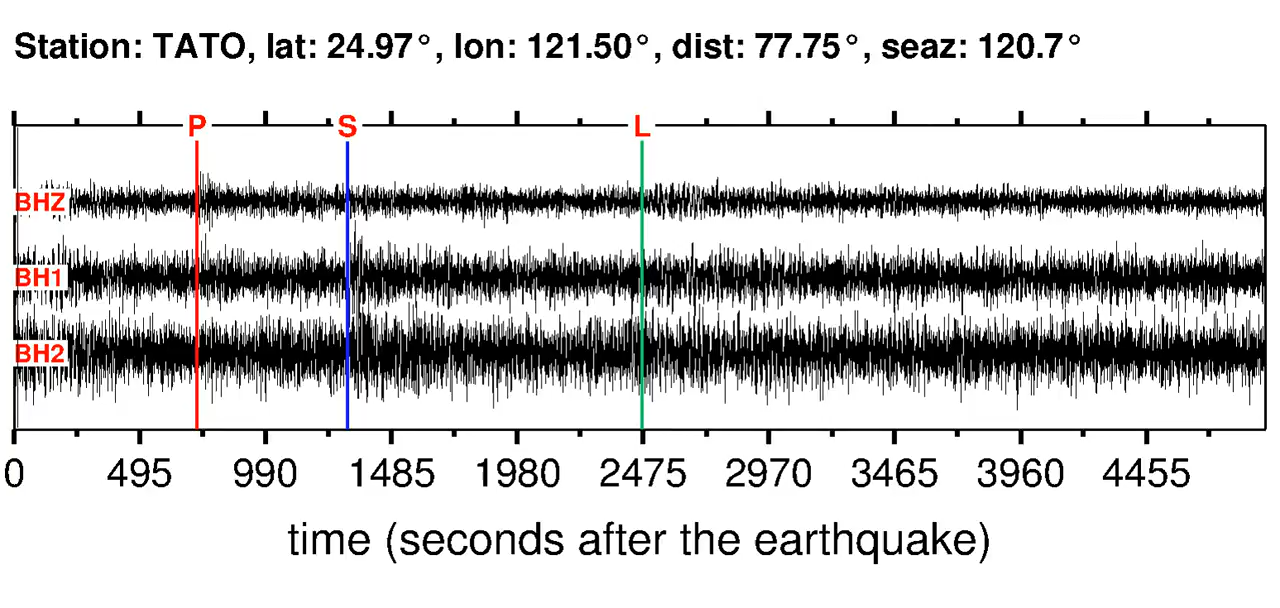 Station: TATO, lat: 24.97°, lon: 121.50°, dist: 77.75°, seaz: 120.7°
P S L
BHZ
BH1
BH2
0 495 990 1485 1980 2475 2970 3465 3960 4455
time (seconds after the earthquake)